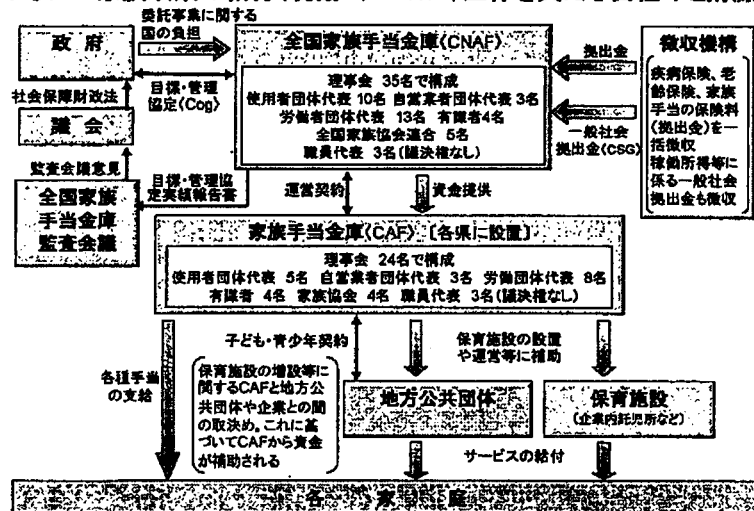 委託事業に関する
国の負担
政府
社会保障財政法
議会
監査会議意見
全国家族
手当金庫
監査会議
目標・管理
協定〈Cog〉
目標・管理協
定実績報告書
全国家族手当金庫〈CNAF〉
理事会 35名で構成
使用者団体代表 10名 自営業者団体代表 3名
労働者団体代表 13名 有識者 4名
全国家族協会連合 5名
職員代表 3名(議決権なし)
拠出金
一般社会
拠出金〈CSG〉
徴収機構
疾病保険、老
齢保険、家族
手当の保険料
〈拠出金〉を一
括徴収
稼働所得等に
係る一般社会
拠出金も徴収
運営契約
資金提供
家族手当金庫〈CAF〉〔各県に設置〕
理事会 24名で構成
使用者団体代表 5名 自営業者団体代表 3名 労働団体代表 8名
有識者 4名 家族協会 4名 職員代表 3名(議決権なし)
各種手当
の支給
子ども・青少年契約
保育施設の増設等に
関するCAFと地方公
共団体や企業との間
の取決め。これに基
づいてCAFから資金
が補助される
保育施設の設置
や運営等に補助
地方公共団体
保育施設
(企業内託児所など)
サービスの給付
各家庭